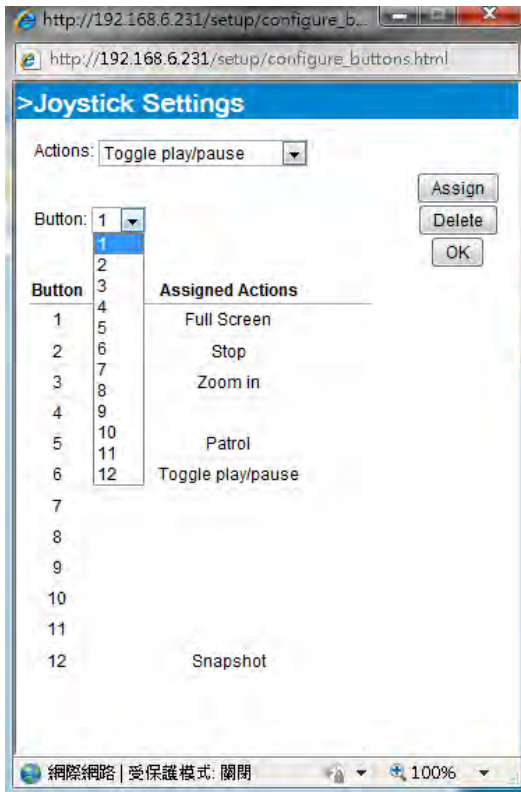 http://192.168.6.231/setup/configure_b...
http://192.168.6.231/setup/configure_buttons.html
>Joystick Settings
Actions: Toggle play/pause
Assign
Button: 1
Delete
OK
1
2
3
4
5
6
7
8
9
10
11
12
Button Assigned Actions
1 Full Screen
2 Stop
3 Zoom in
4
5 Patrol
6 Toggle play/pause
7
8
9
10
11
12 Snapshot
網際網路 | 受保護模式: 關閉 100%